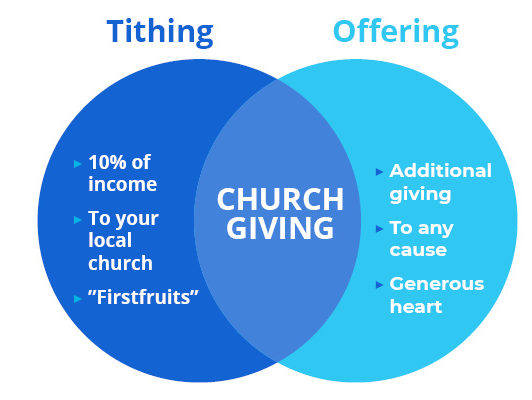 Tithing
Offering
10% of
income
To your
local
church
”Firstfruits”
CHURCH
GIVING
Additional
giving
To any
cause
Generous
heart